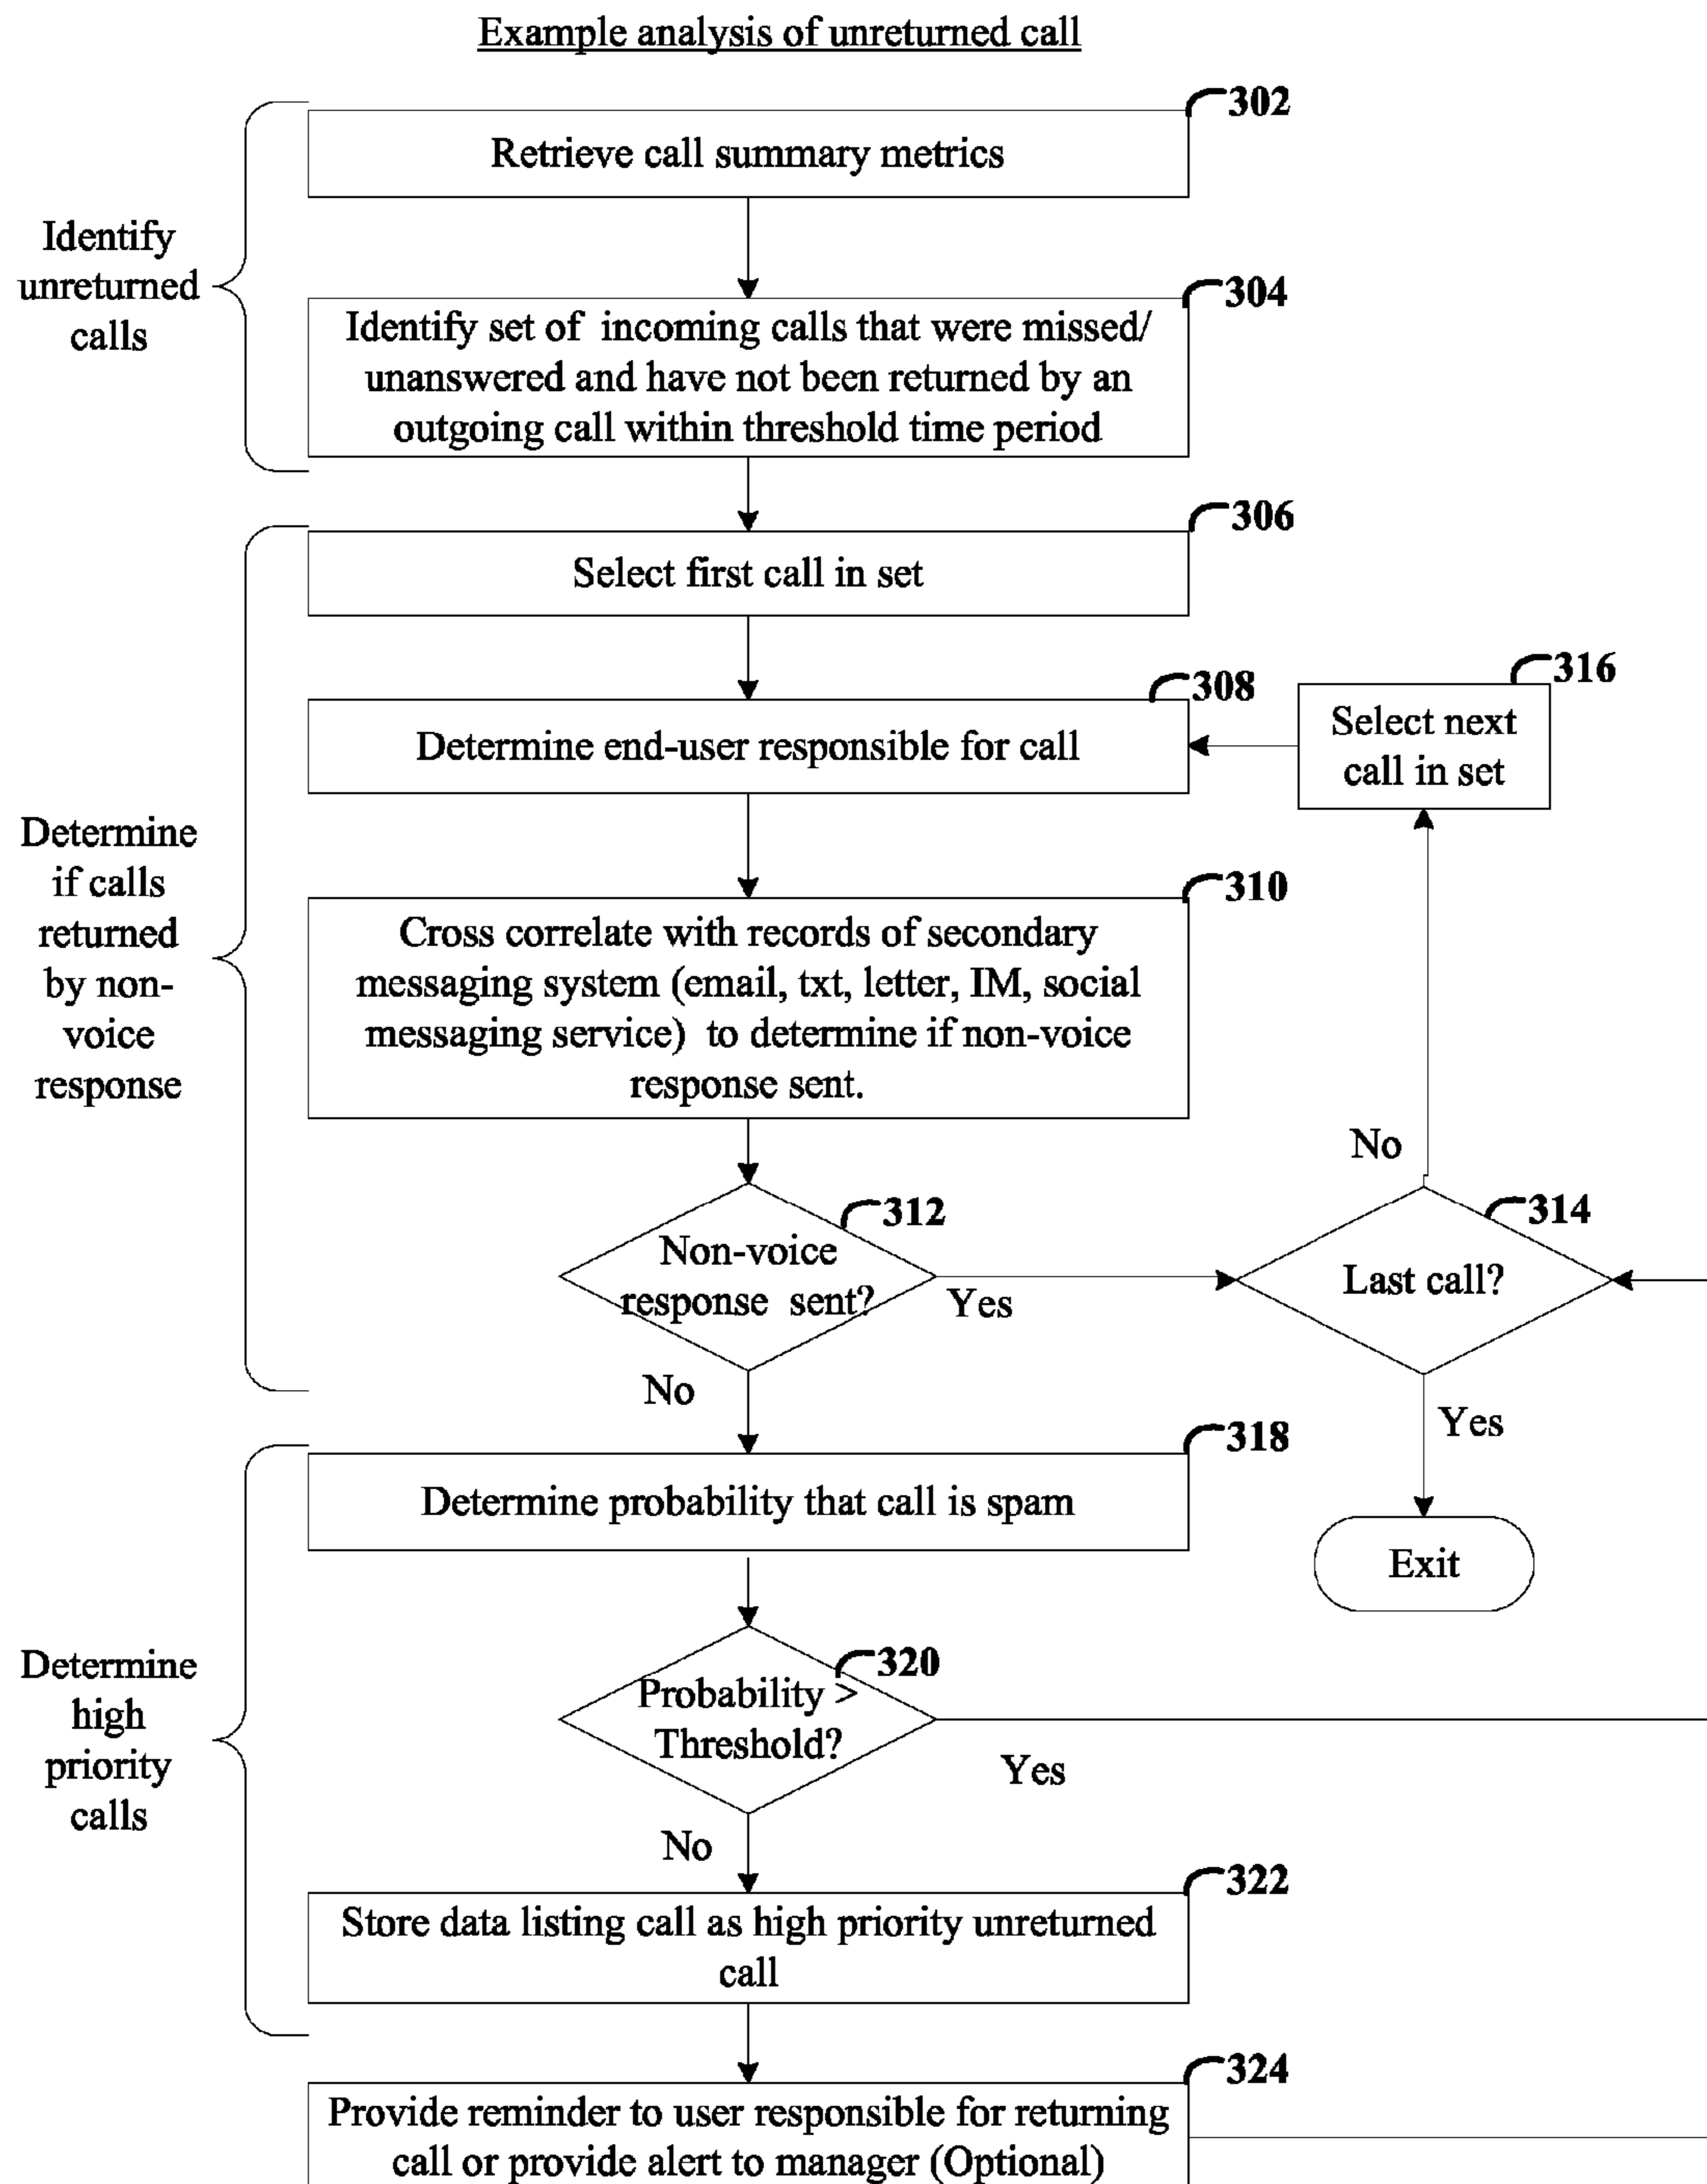 Example analysis of unreturned call
302
Retrieve call summary metrics
Identify
unreturned
calls
304
Identify set of incoming calls that were missed/
unanswered and have not been returned by an
outgoing call within threshold time period
306
Select first call in set
308
Determine end-user responsible for call
316
Select next
call in set
Determine
if calls
returned
by non-
voice
response
310
Cross correlate with records of secondary
messaging system (email, txt, letter, IM, social
messaging service) to determine if non-voice
response sent.
No
312
Non-voice
response sent?
Yes
314
Last call?
No
Yes
318
Determine probability that call is spam
Exit
Determine
high
priority
calls
320
Probability >
Threshold?
Yes
No
322
Store data listing call as high priority unreturned
call
324
Provide reminder to user responsible for returning
call or provide alert to manager (Optional)